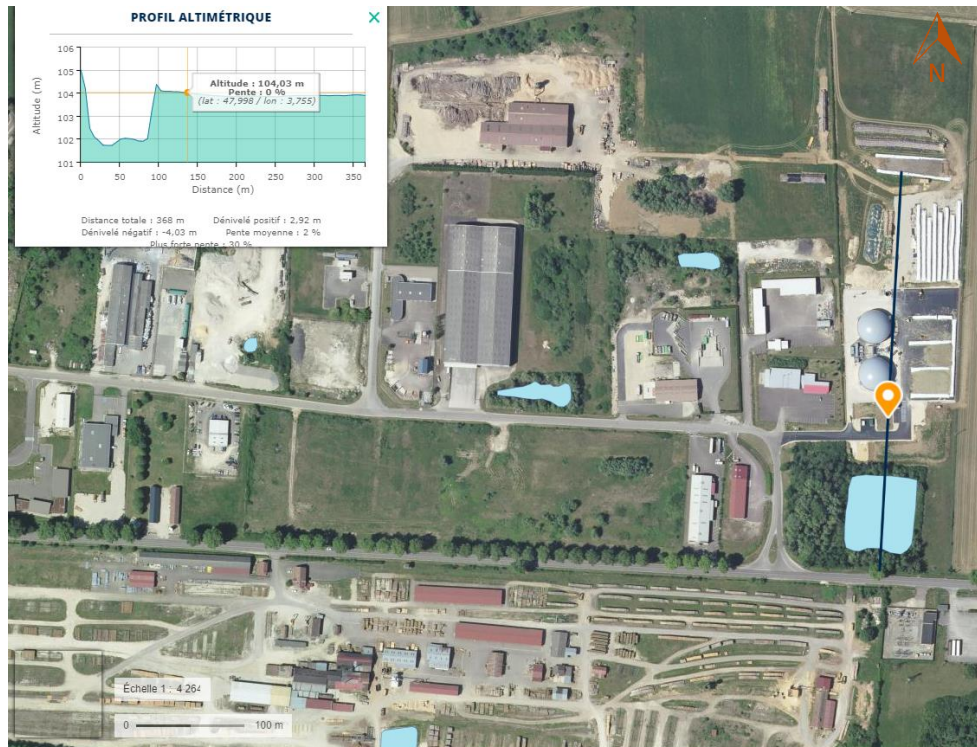 PROFIL ALTIMÉTRIQUE
N
106
105
104
103
102
101
Altitude (m)
Altitude : 104,03 m
Pente : 0 %
(lat : 47,998 / lon : 3,755)
0 50 100 150 200 250 300 350
Distance (m)
Distance totale : 368 m Dénivelé positif : 2,92 m
Dénivelé négatif : -4,03 m Pente moyenne : 2 %
Plus forte pente : 30 %
Échelle 1 : 4 264
0 100 m